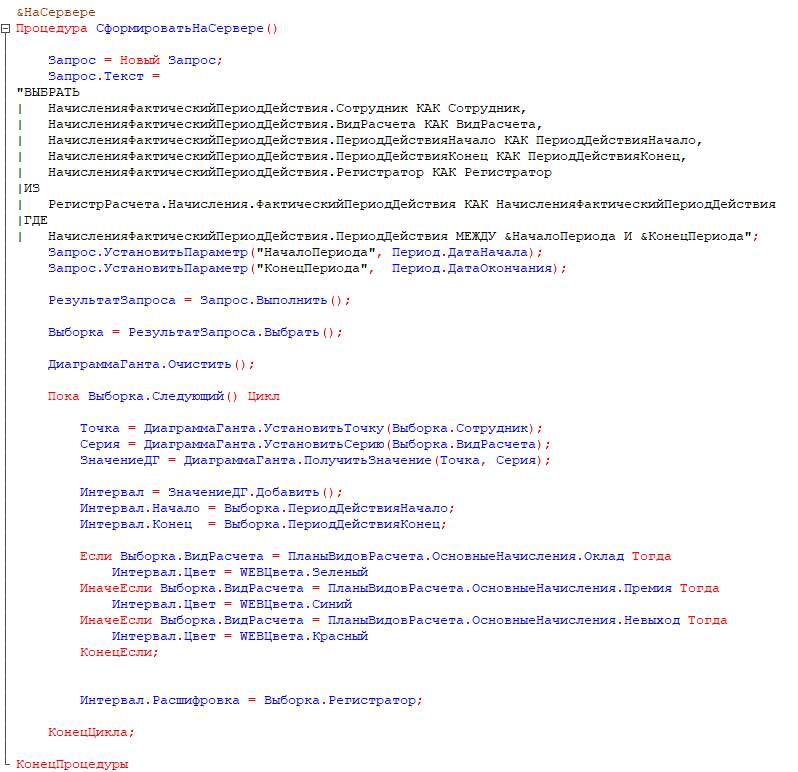 &НаСервере
Процедура СформироватьНаСервере()
Запрос = Новый Запрос;
Запрос.Текст =
"ВЫБРАТЬ
|   НачисленияФактическийПериодДействия.Сотрудник КАК Сотрудник,
|   НачисленияФактическийПериодДействия.ВидРасчета КАК ВидРасчета,
|   НачисленияФактическийПериодДействия.ПериодДействияНачало КАК ПериодДействияНачало,
|   НачисленияФактическийПериодДействия.ПериодДействияКонец КАК ПериодДействияКонец,
|   НачисленияФактическийПериодДействия.Регистратор КАК Регистратор
|ИЗ
|   РегистрРасчета.Начисления.ФактическийПериодДействия КАК НачисленияФактическийПериодДействия
|ГДЕ
|   НачисленияФактическийПериодДействия.ПериодДействия МЕЖДУ &НачалоПериода И &КонецПериода";
Запрос.УстановитьПараметр("НачалоПериода", Период.ДатаНачала);
Запрос.УстановитьПараметр("КонецПериода",  Период.ДатаОкончания);
РезультатЗапроса = Запрос.Выполнить();
Выборка = РезультатЗапроса.Выбрать();
ДиаграммаГанта.Очистить();
Пока Выборка.Следующий() Цикл
Точка = ДиаграммаГанта.УстановитьТочку(Выборка.Сотрудник);
Серия = ДиаграммаГанта.УстановитьСерию(Выборка.ВидРасчета);
ЗначениеДГ = ДиаграммаГанта.ПолучитьЗначение(Точка, Серия);
Интервал = ЗначениеДГ.Добавить();
Интервал.Начало = Выборка.ПериодДействияНачало;
Интервал.Конец  = Выборка.ПериодДействияКонец;
Если Выборка.ВидРасчета = ПланыВидовРасчета.ОсновныеНачисления.Оклад Тогда
Интервал.Цвет = WEBЦвета.Зеленый
ИначеЕсли Выборка.ВидРасчета = ПланыВидовРасчета.ОсновныеНачисления.Премия Тогда
Интервал.Цвет = WEBЦвета.Синий
ИначеЕсли Выборка.ВидРасчета = ПланыВидовРасчета.ОсновныеНачисления.Невыход Тогда
Интервал.Цвет = WEBЦвета.Красный
КонецЕсли;
Интервал.Расшифровка = Выборка.Регистратор;
КонецЦикла;
КонецПроцедуры